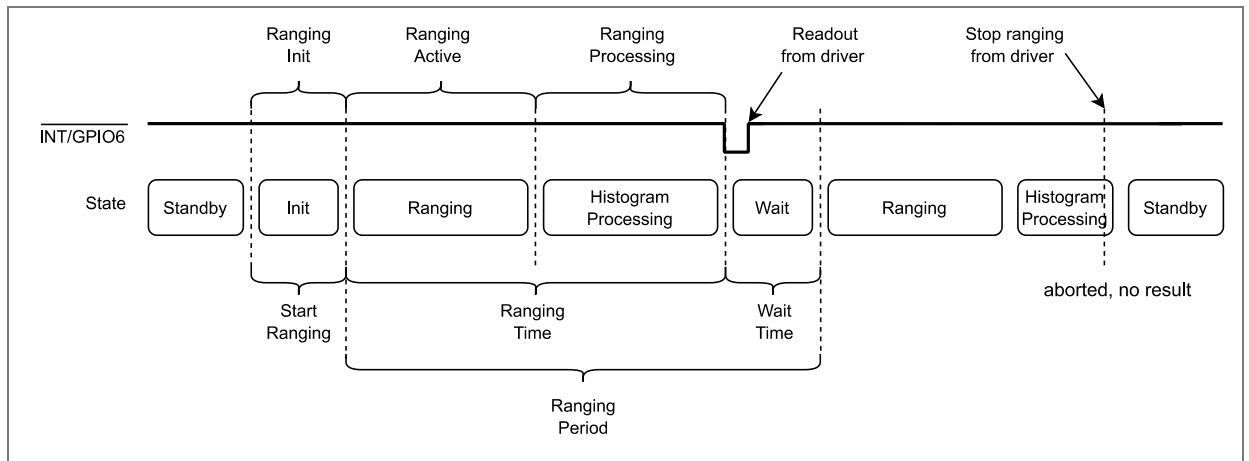 Ranging
Init
Ranging
Active
Ranging
Processing
Readout
from driver
Stop ranging
from driver
INT/GPIO6
State
Standby
Init
Ranging
Histogram
Processing
Wait
Ranging
Histogram
Processing
Standby
Start
Ranging
Ranging
Time
Wait
Time
aborted, no result
Ranging
Period